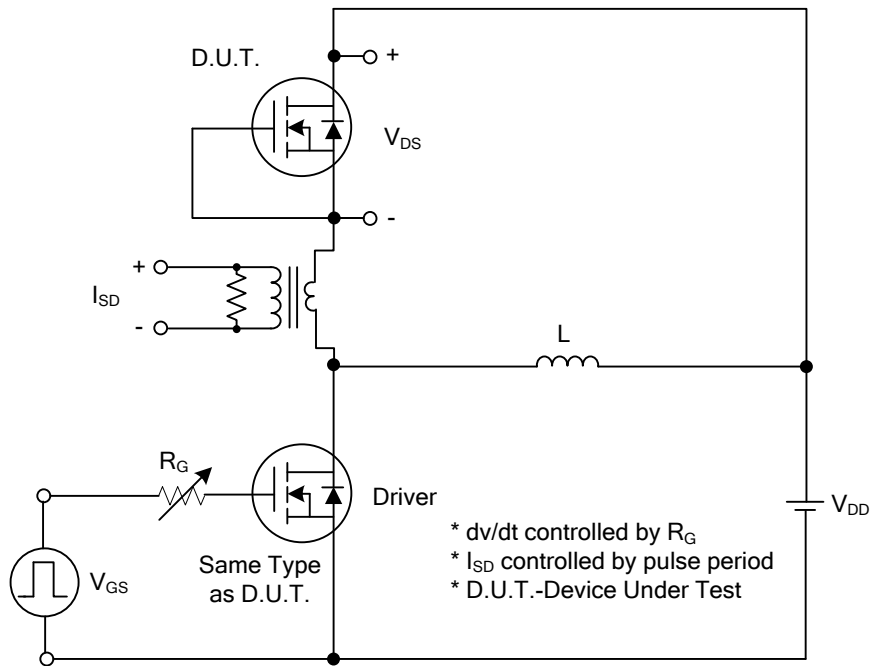 D.U.T.
+
V_DS
-
+
I_SD
-
L
R_G
Driver
V_DD
V_GS
Same Type
as D.U.T.
* dv/dt controlled by R_G
* I_SD controlled by pulse period
* D.U.T.-Device Under Test